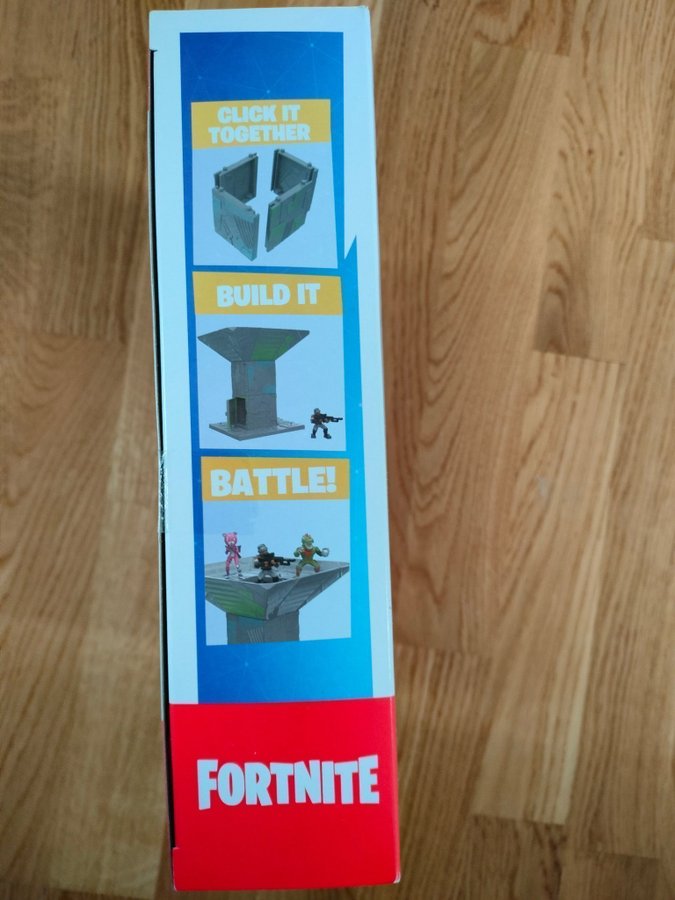 CLICK IT
TOGETHER
BUILD IT
BATTLE!
FORTNITE